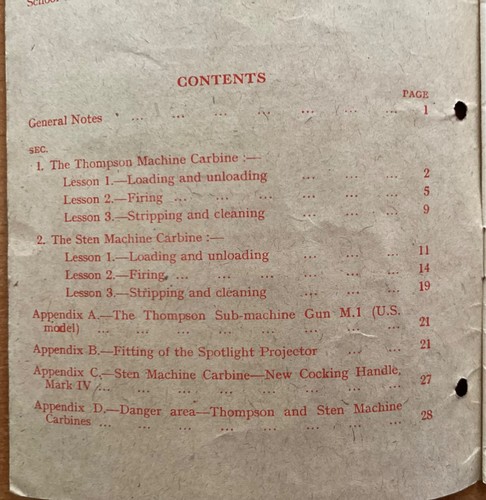 School
CONTENTS
PAGE
General Notes ... ... ... ... ... ... 1
SEC.
1. The Thompson Machine Carbine :—
Lesson 1.—Loading and unloading ... ... ... 2
Lesson 2.—Firing ... ... ... ... ... ... 5
Lesson 3.—Stripping and cleaning ... ... ... 9
2. The Sten Machine Carbine :—
Lesson 1.—Loading and unloading ... ... ... 11
Lesson 2.—Firing ... ... ... ... ... ... 14
Lesson 3.—Stripping and cleaning ... ... ... 19
Appendix A.—The Thompson Sub-machine Gun M.1 (U.S.
model) ... ... ... ... ... ... ... 21
Appendix B.—Fitting of the Spotlight Projector ... ... 21
Appendix C.—Sten Machine Carbine—New Cocking Handle,
Mark IV ... ... ... ... ... ... ... 27
Appendix D.—Danger area—Thompson and Sten Machine
Carbines ... ... ... ... ... ... ... 28